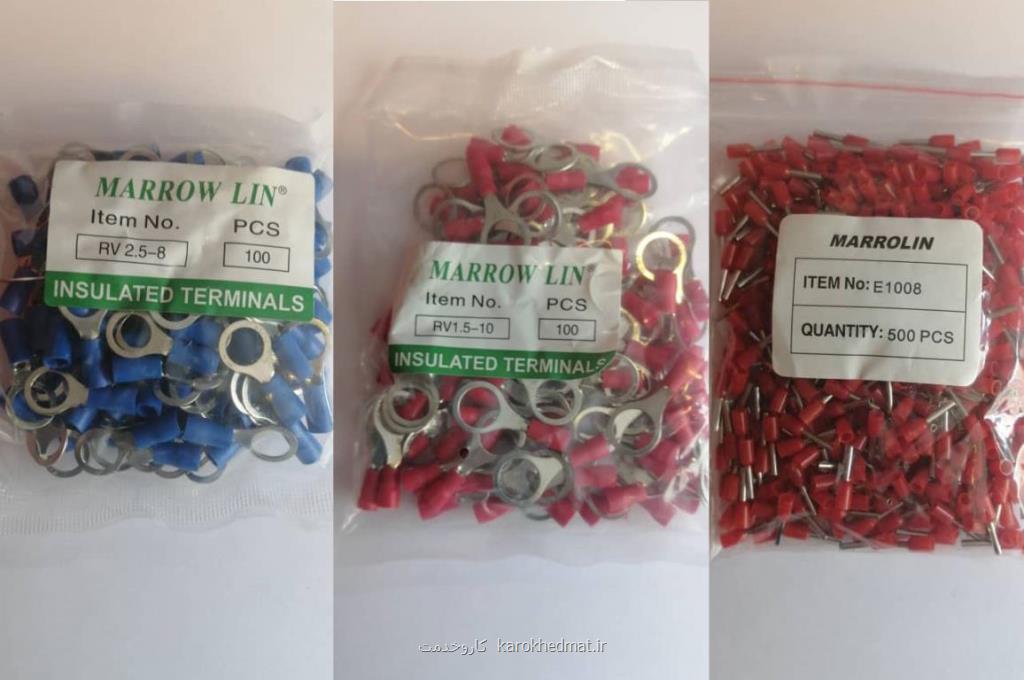 MARROW LIN®
Item No. PCS
RV 2.5–8 100
INSULATED TERMINALS
MARROW LIN®
Item No. PCS
RV1.5–10 100
INSULATED TERMINALS
MARROLIN
ITEM No: E1008
QUANTITY: 500 PCS
کاروخدمت karokhedmat.ir